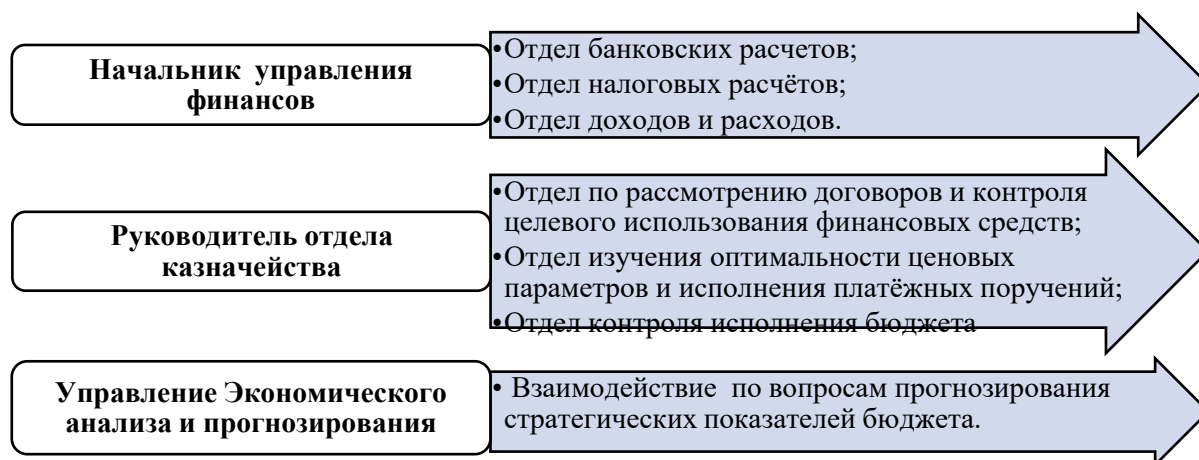 Начальник управления
финансов
•Отдел банковских расчетов;
•Отдел налоговых расчётов;
•Отдел доходов и расходов.
Руководитель отдела
казначейства
•Отдел по рассмотрению договоров и контроля
целевого использования финансовых средств;
•Отдел изучения оптимальности ценовых
параметров и исполнения платёжных поручений;
•Отдел контроля исполнения бюджета
Управление Экономического
анализа и прогнозирования
• Взаимодействие по вопросам прогнозирования
стратегических показателей бюджета.